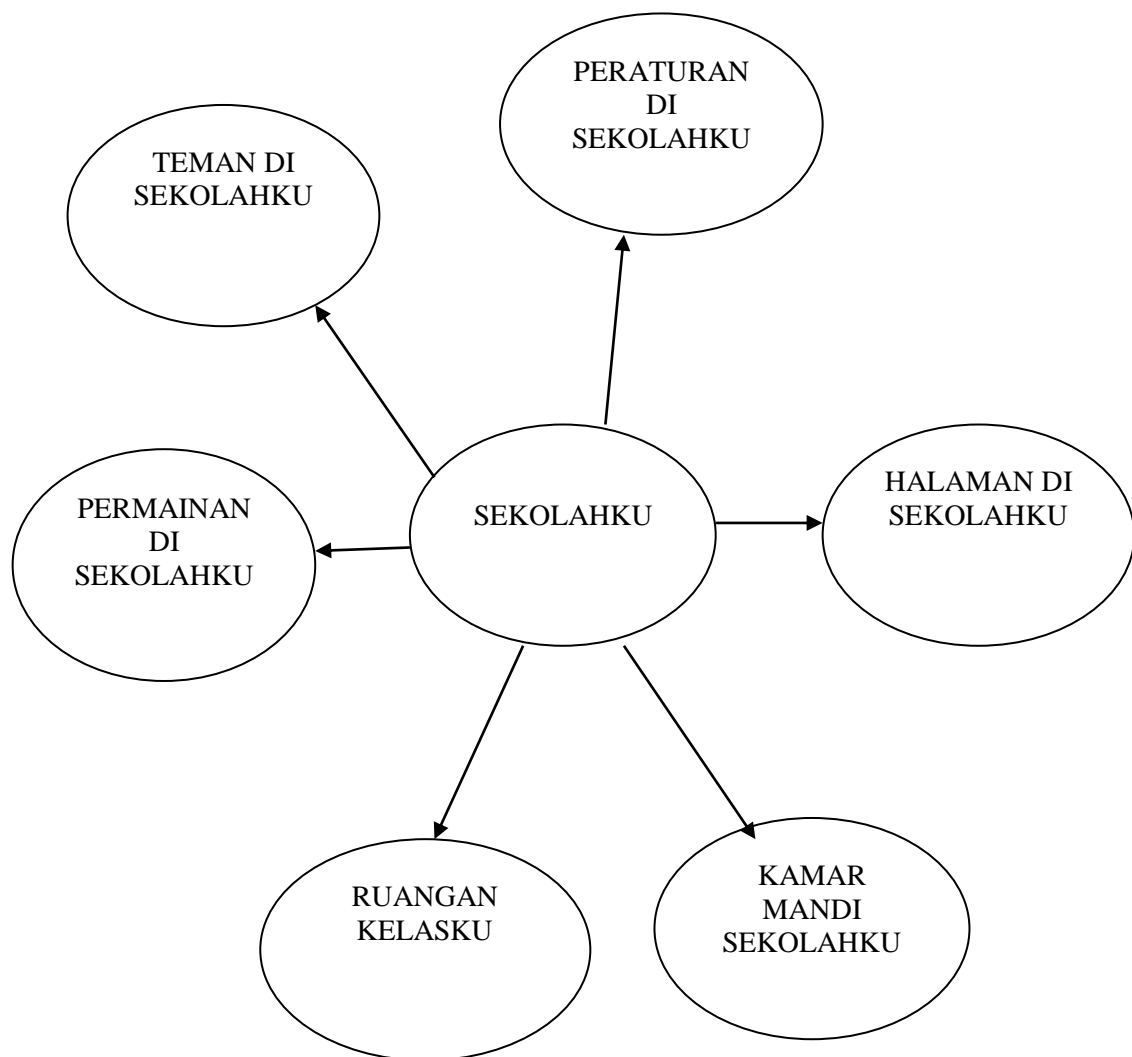 PERATURAN
DI
SEKOLAHKU
TEMAN DI
SEKOLAHKU
SEKOLAHKU
HALAMAN DI
SEKOLAHKU
PERMAINAN
DI
SEKOLAHKU
RUANGAN
KELASKU
KAMAR
MANDI
SEKOLAHKU